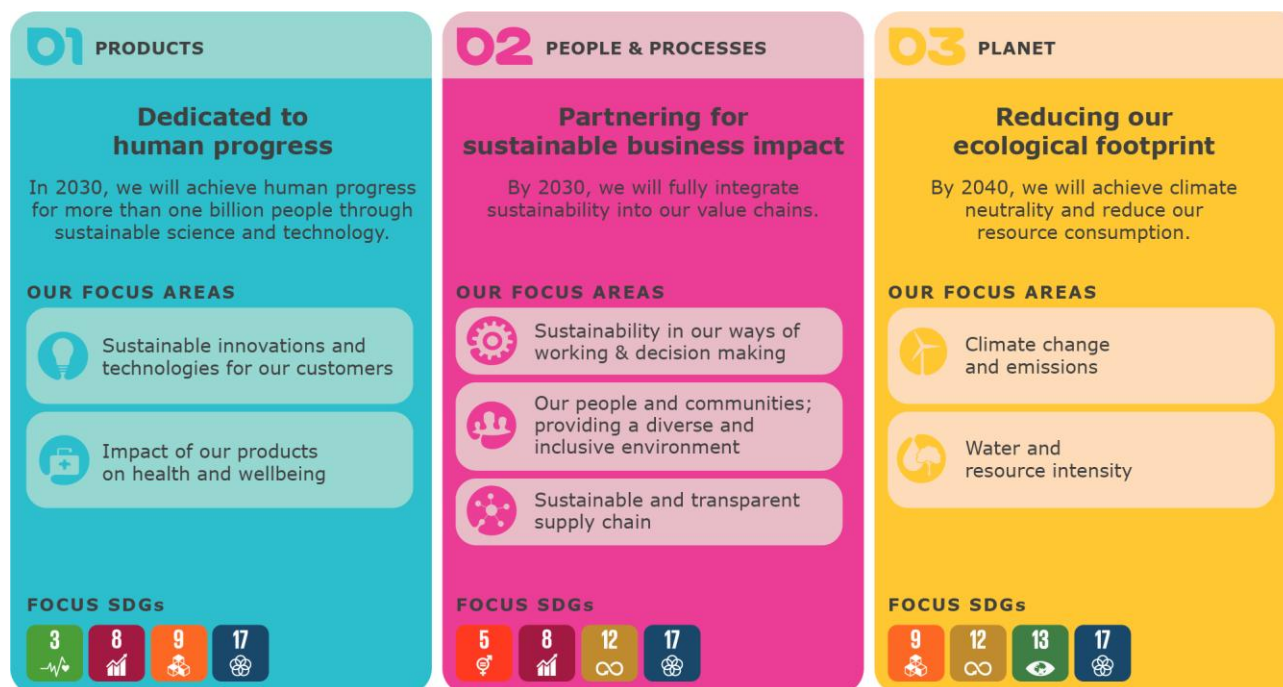 01 PRODUCTS
Dedicated to
human progress
In 2030, we will achieve human progress
for more than one billion people through
sustainable science and technology.
OUR FOCUS AREAS
Sustainable innovations and
technologies for our customers
Impact of our products
on health and wellbeing
FOCUS SDGs
3 8 9 17
02 PEOPLE & PROCESSES
Partnering for
sustainable business impact
By 2030, we will fully integrate
sustainability into our value chains.
OUR FOCUS AREAS
Sustainability in our ways of
working & decision making
Our people and communities;
providing a diverse and
inclusive environment
Sustainable and transparent
supply chain
FOCUS SDGs
5 8 12 17
03 PLANET
Reducing our
ecological footprint
By 2040, we will achieve climate
neutrality and reduce our
resource consumption.
OUR FOCUS AREAS
Climate change
and emissions
Water and
resource intensity
FOCUS SDGs
9 12 13 17